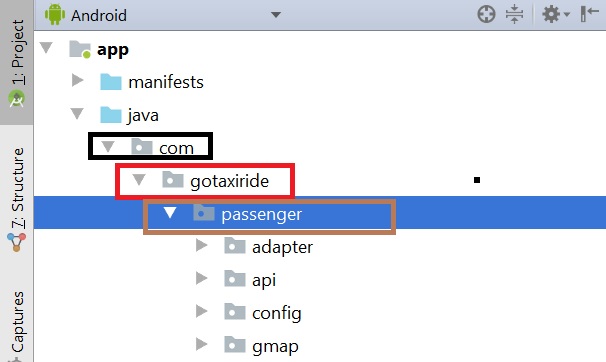 Android
1: Project
app
manifests
java
com
gotaxiride
Z: Structure
passenger
adapter
api
config
Captures
gmap